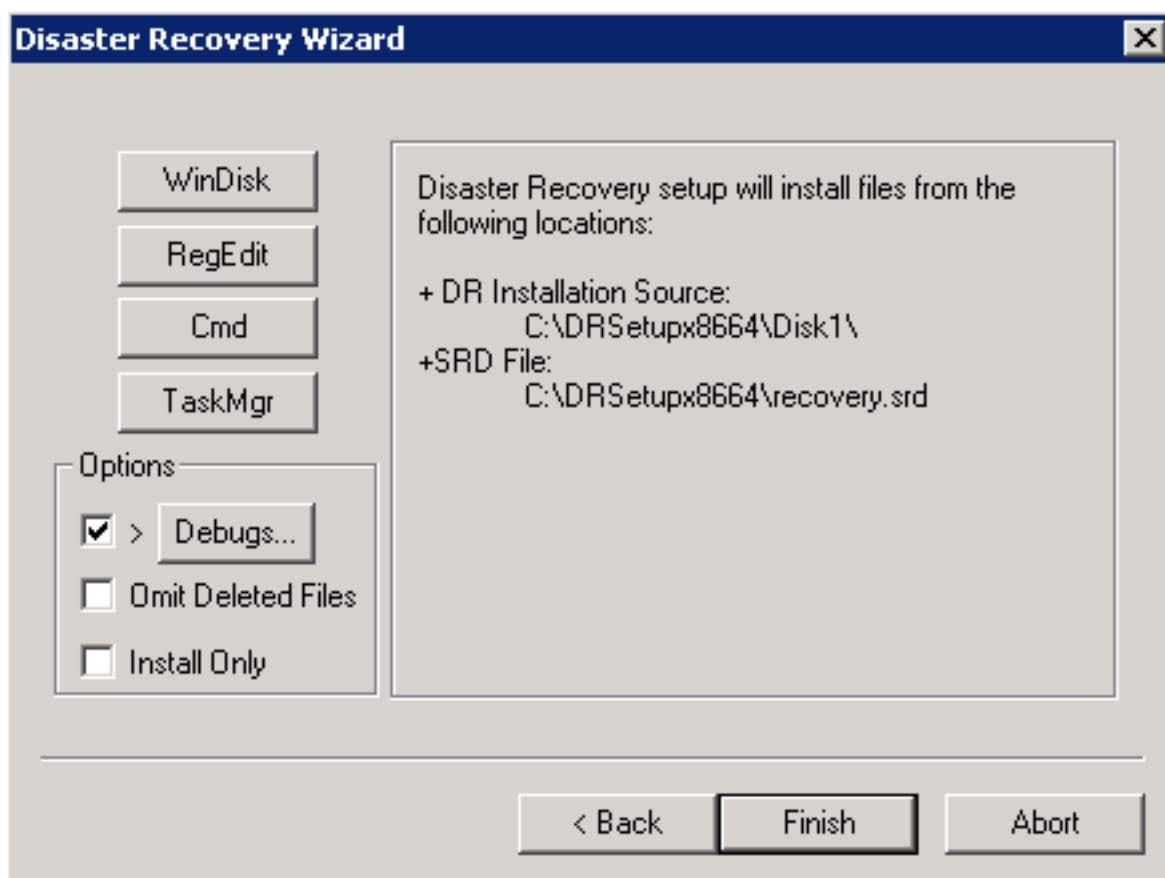 Disaster Recovery Wizard
WinDisk
RegEdit
Cmd
TaskMgr
Options
> Debugs...
Omit Deleted Files
Install Only
Disaster Recovery setup will install files from the
following locations:
+ DR Installation Source:
C:\DRSetupx8664\Disk1\
+SRD File:
C:\DRSetupx8664\recovery.srd
< Back
Finish
Abort